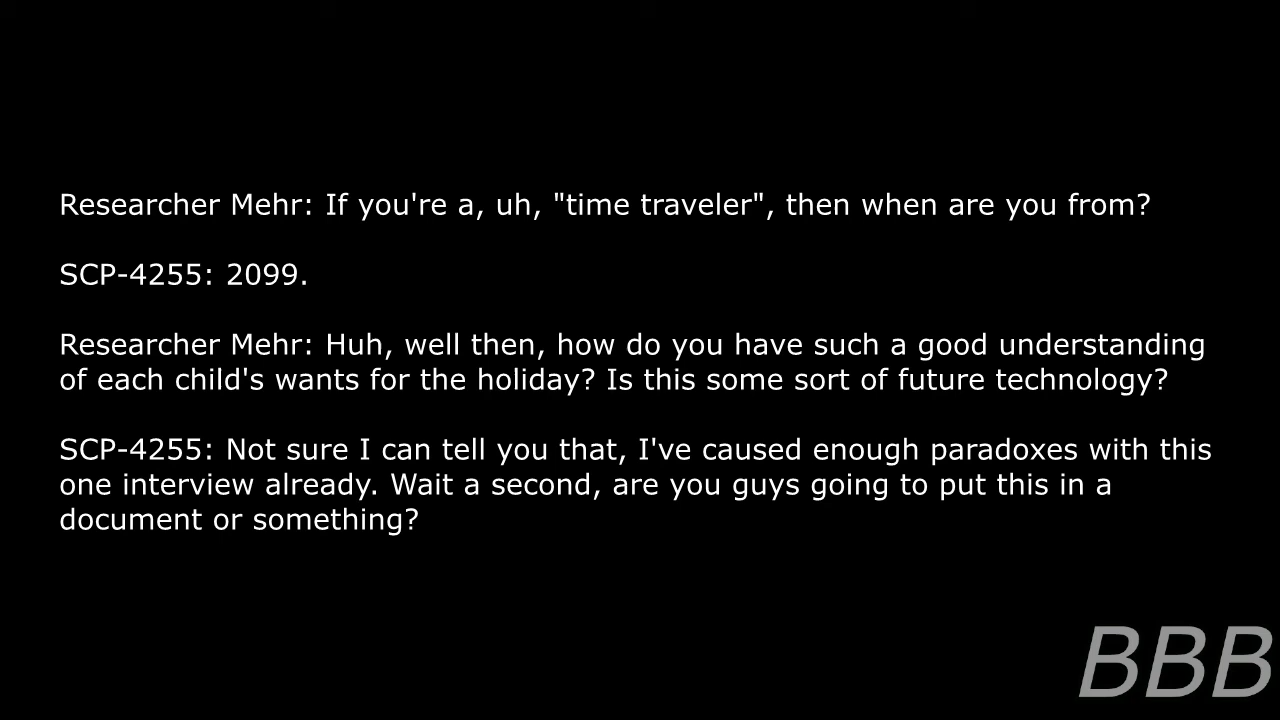 Researcher Mehr: If you're a, uh, "time traveler", then when are you from?
SCP-4255: 2099.
Researcher Mehr: Huh, well then, how do you have such a good understanding
of each child's wants for the holiday? Is this some sort of future technology?
SCP-4255: Not sure I can tell you that, I've caused enough paradoxes with this
one interview already. Wait a second, are you guys going to put this in a
document or something?
BBB